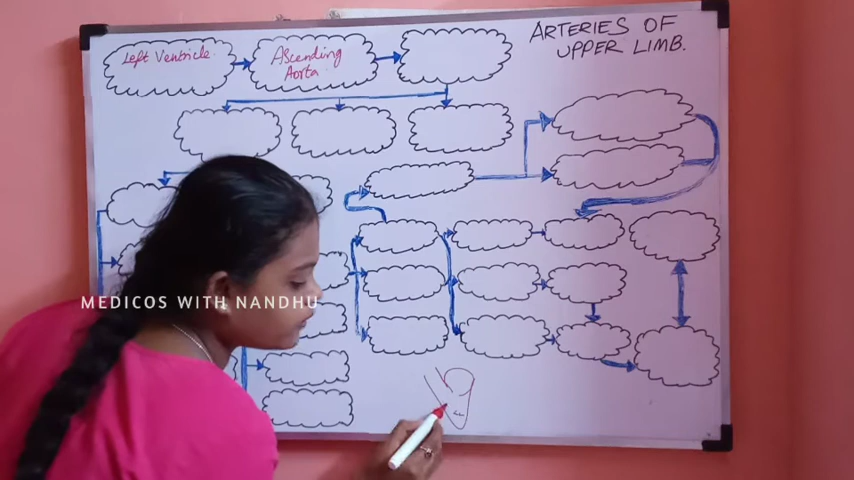 ARTERIES OF
UPPER LIMB.
Left Ventricle.
Ascending
Aorta.
MEDICOS WITH NANDHU